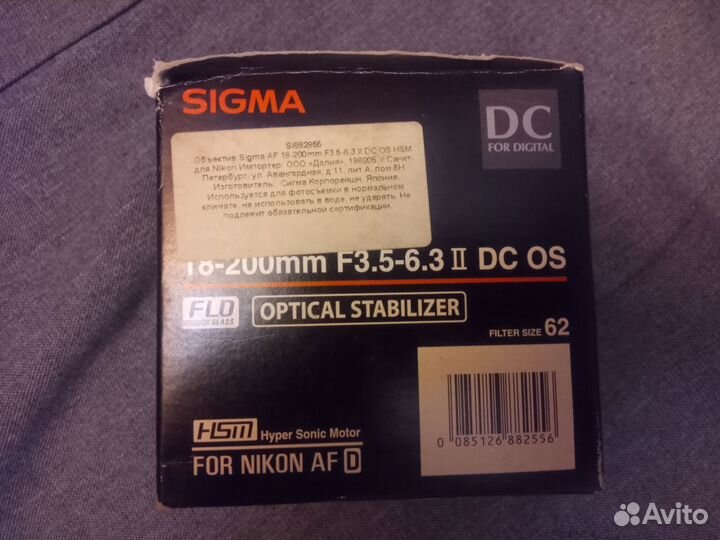 SIGMA
DC
FOR DIGITAL
SI882956
Объектив Sigma AF 18-200mm F3.5-6.3 II DC OS HSM
для Nikon Импортер: ООО «Далия», 198205, г.Санкт-
Петербург, ул. Авангардная, д.11, лит А, пом 6Н
Изготовитель: Сигма Корпорейшн, Япония.
Используется для фотосъемки в нормальном
климате, не использовать в воде, не ударять. Не
подлежит обязательной сертификации.
18-200mm F3.5-6.3 II DC OS
FLD
GLASS
OPTICAL STABILIZER
FILTER SIZE 62
HSM Hyper Sonic Motor
FOR NIKON AF D
0 085126 882556
Avito